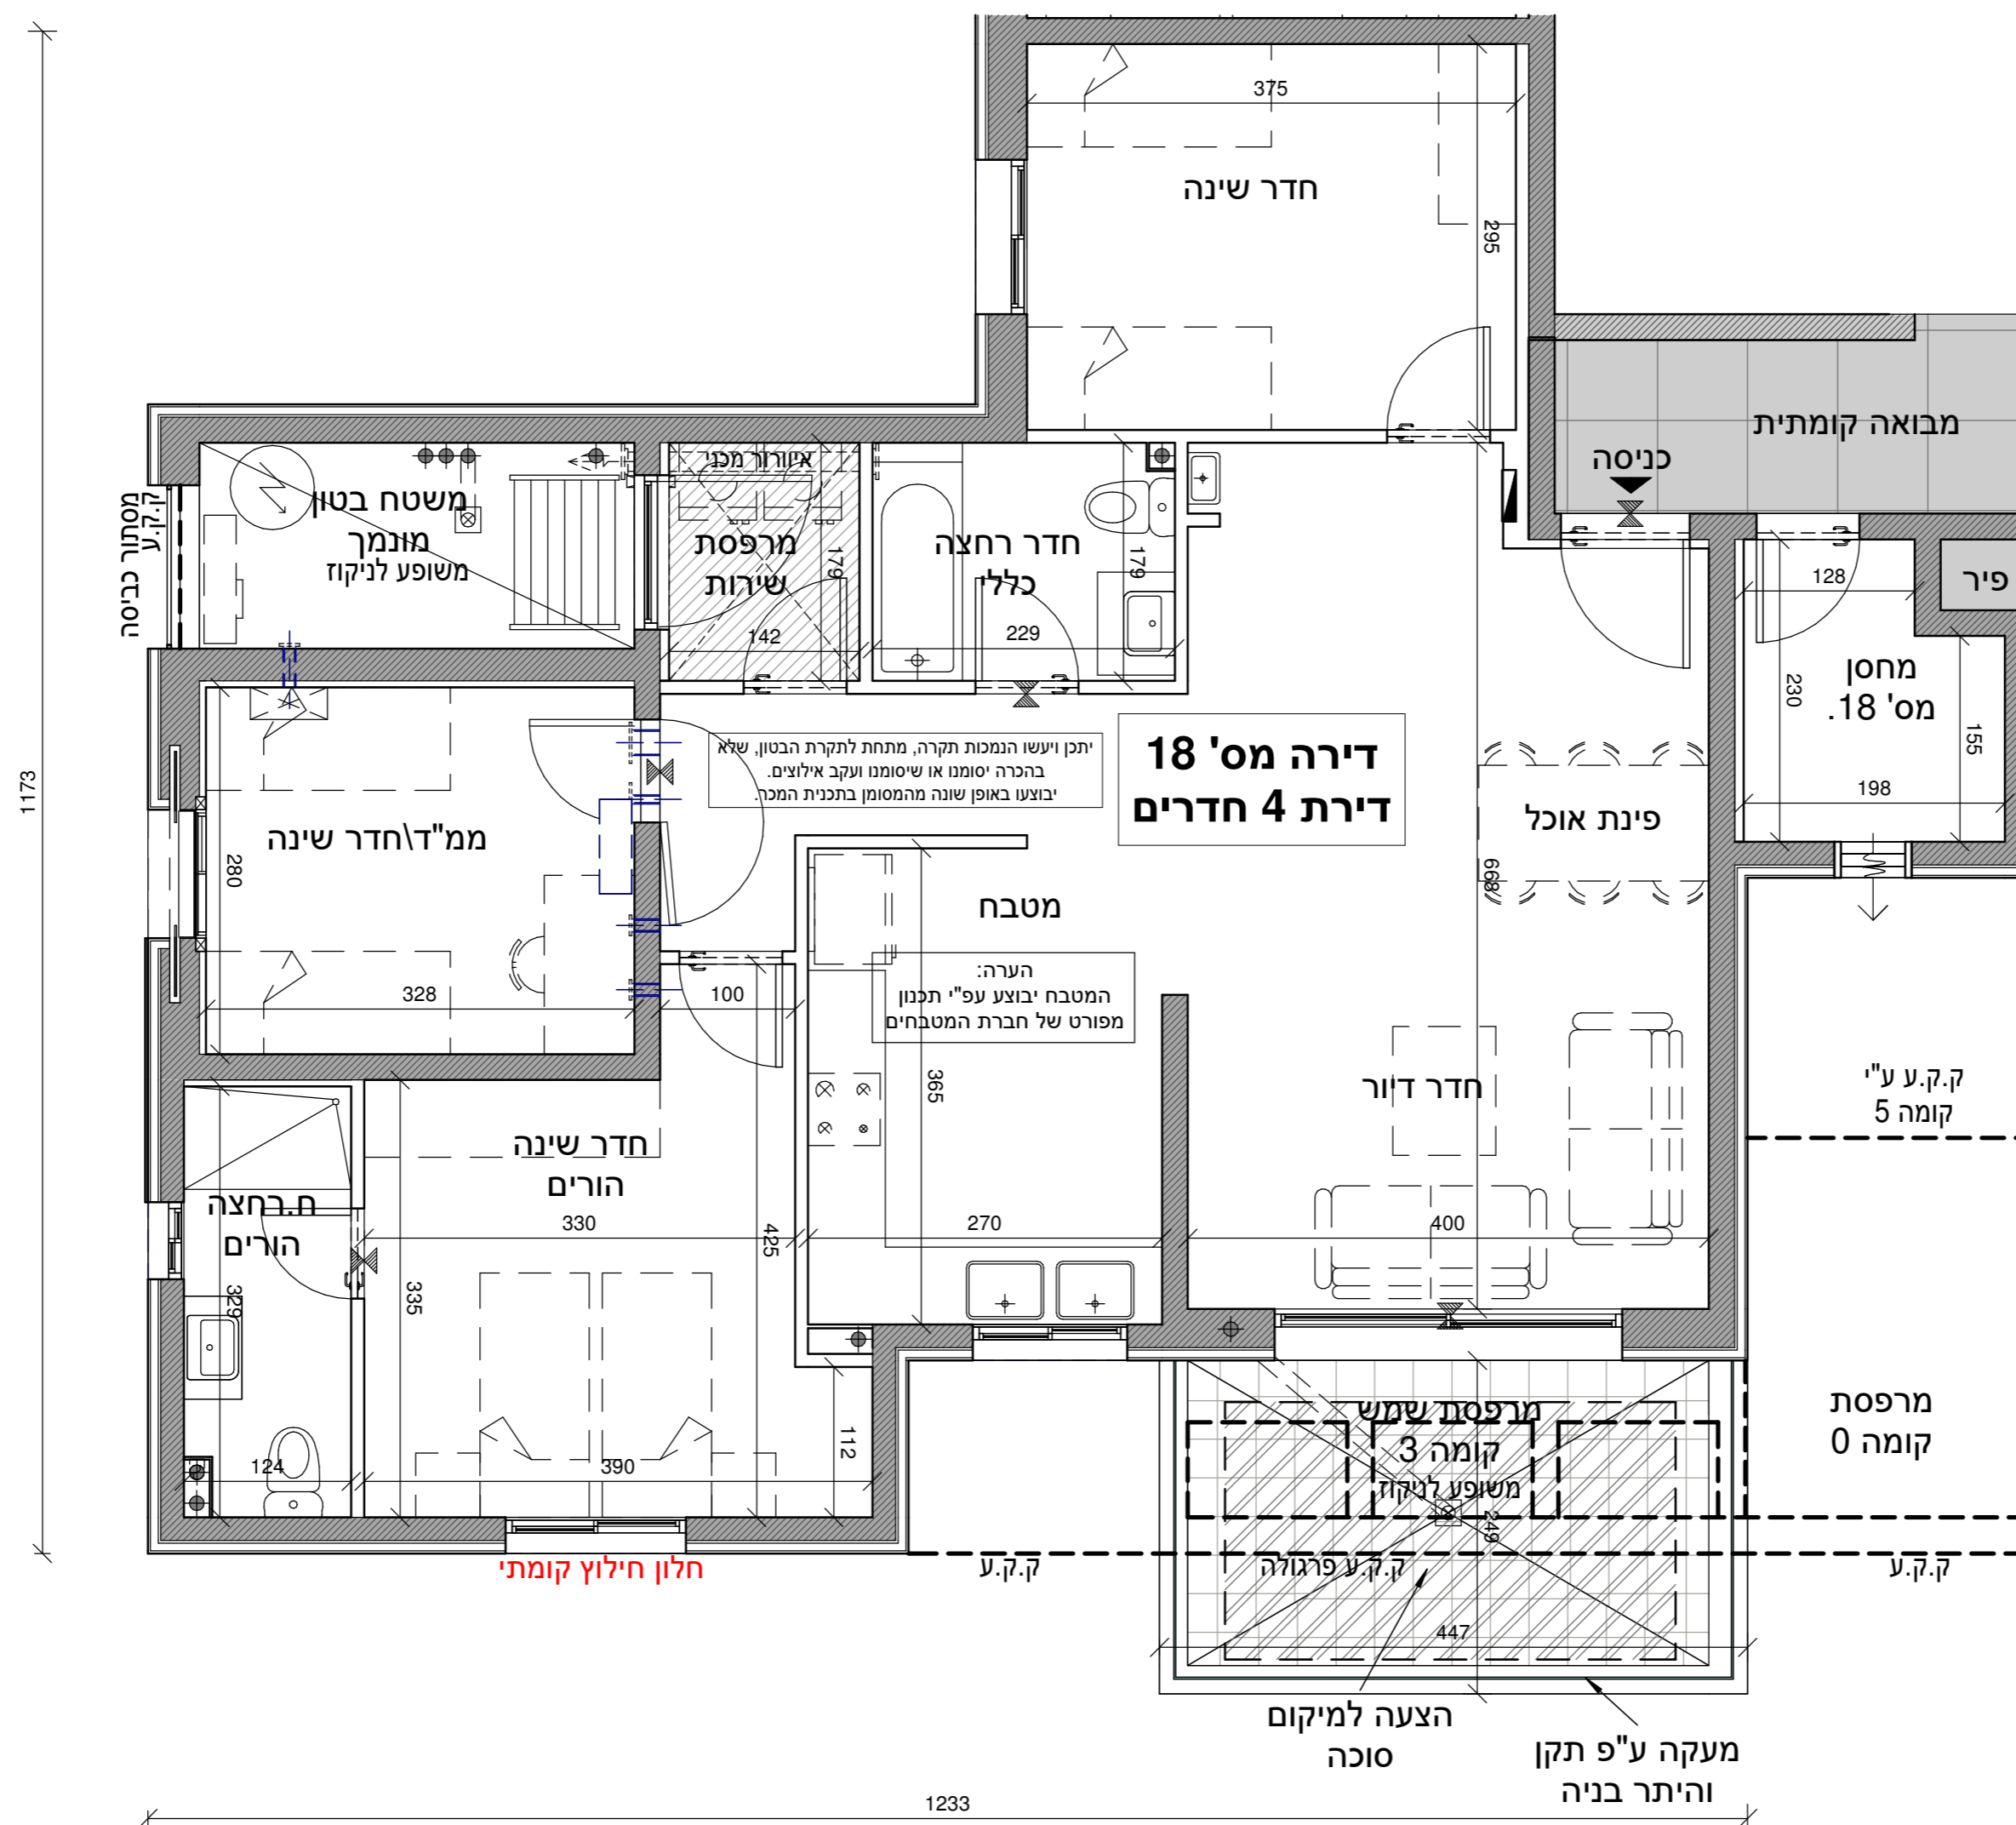 375
חדר שינה
295
מבואה קומתית
כניסה
איוורור מכני
משטח בטון
מונמך
משופע לניקוז
מסתור כביסה
ק.ק.ע
מרפסת
שירות
179
142
חדר רחצה
כללי
179
229
128
פיר
מחסן
מס' 18.
230
155
198
1173
יתכן ויעשו הנמכות תקרה, מתחת לתקרת הבטון, שלא
בהכרח יסומנו או שיסומנו ועקב אילוצים.
יבוצעו באופן שונה מהמסומן בתכנית המכר.
דירה מס' 18
דירת 4 חדרים
פינת אוכל
668
ממ"ד\חדר שינה
280
328
100
מטבח
הערה:
המטבח יבוצע עפ"י תכנון
מפורט של חברת המטבחים
365
חדר דיור
ק.ק.ע ע"י
קומה 5
חדר שינה
הורים
ח.רחצה
הורים
330
425
270
400
335
329
112
124
390
מרפסת שמש
קומה 3
משופע לניקוז
249
מרפסת
קומה 0
חלון חילוץ קומתי
ק.ק.ע
ק.ק.ע פרגולה
ק.ק.ע
447
הצעה למיקום
סוכה
מעקה ע"פ תקן
והיתר בניה
1233